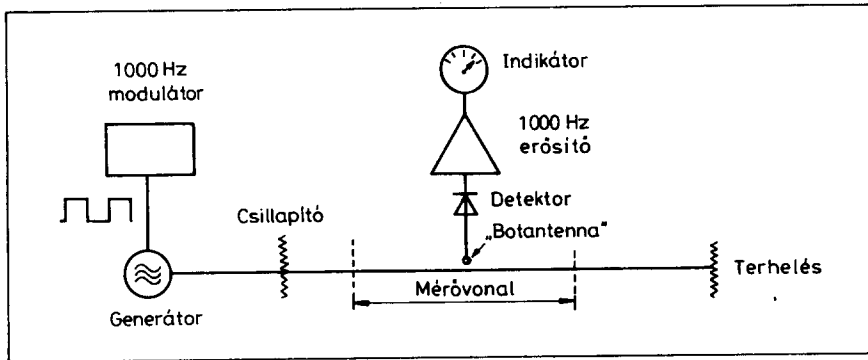 1000 Hz
modulátor
Indikátor
1000 Hz
erősítő
Detektor
„Botantenna"
Csillapító
Mérővonal
Terhelés
Generátor